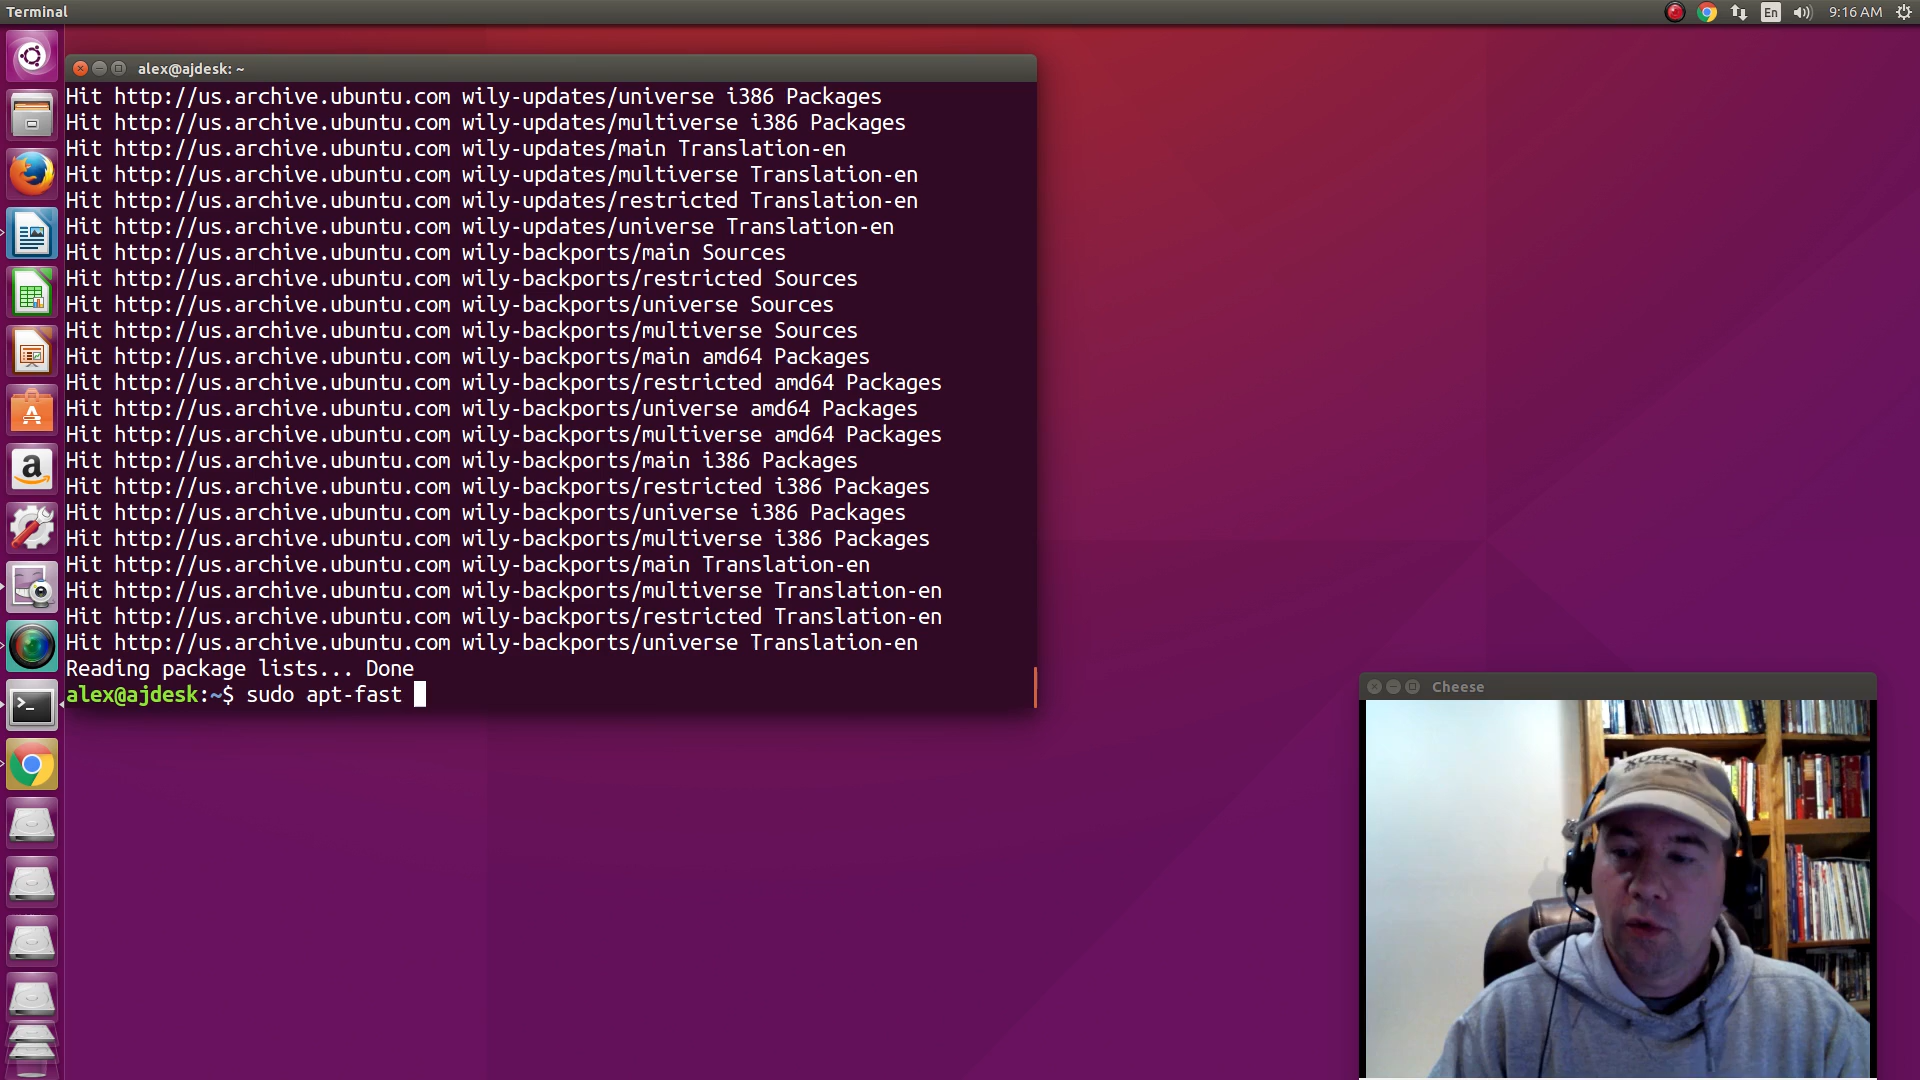 Terminal
En
9:16 AM
alex@ajdesk: ~
Hit http://us.archive.ubuntu.com wily-updates/universe i386 Packages
Hit http://us.archive.ubuntu.com wily-updates/multiverse i386 Packages
Hit http://us.archive.ubuntu.com wily-updates/main Translation-en
Hit http://us.archive.ubuntu.com wily-updates/multiverse Translation-en
Hit http://us.archive.ubuntu.com wily-updates/restricted Translation-en
Hit http://us.archive.ubuntu.com wily-updates/universe Translation-en
Hit http://us.archive.ubuntu.com wily-backports/main Sources
Hit http://us.archive.ubuntu.com wily-backports/restricted Sources
Hit http://us.archive.ubuntu.com wily-backports/universe Sources
Hit http://us.archive.ubuntu.com wily-backports/multiverse Sources
Hit http://us.archive.ubuntu.com wily-backports/main amd64 Packages
Hit http://us.archive.ubuntu.com wily-backports/restricted amd64 Packages
Hit http://us.archive.ubuntu.com wily-backports/universe amd64 Packages
Hit http://us.archive.ubuntu.com wily-backports/multiverse amd64 Packages
Hit http://us.archive.ubuntu.com wily-backports/main i386 Packages
Hit http://us.archive.ubuntu.com wily-backports/restricted i386 Packages
Hit http://us.archive.ubuntu.com wily-backports/universe i386 Packages
Hit http://us.archive.ubuntu.com wily-backports/multiverse i386 Packages
Hit http://us.archive.ubuntu.com wily-backports/main Translation-en
Hit http://us.archive.ubuntu.com wily-backports/multiverse Translation-en
Hit http://us.archive.ubuntu.com wily-backports/restricted Translation-en
Hit http://us.archive.ubuntu.com wily-backports/universe Translation-en
Reading package lists... Done
alex@ajdesk:~$ sudo apt-fast
Cheese